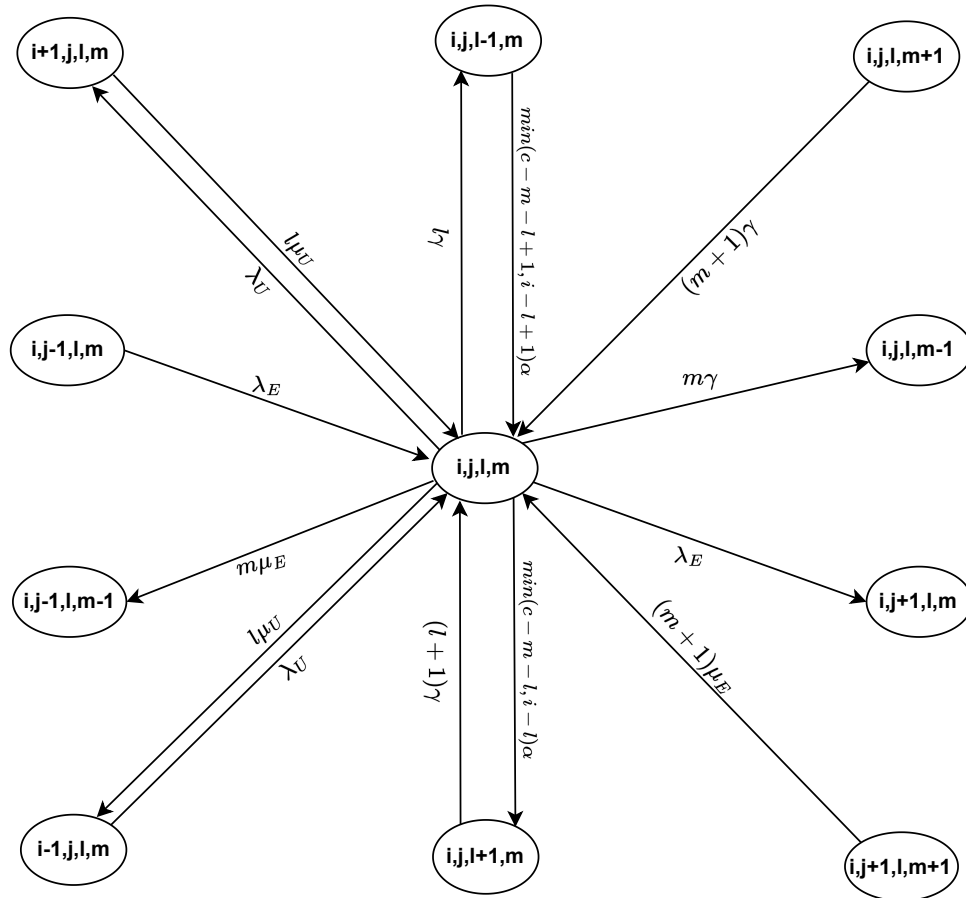 i+1,j,l,m
i,j,l-1,m
i,j,l,m+1
lμ_U
λ_U
lγ
min(c − m − l + 1, i − l + 1)α
(m + 1)γ
i,j-1,l,m
λ_E
mγ
i,j,l,m-1
i,j,l,m
i,j-1,l,m-1
mμ_E
λ_E
i,j+1,l,m
lμ_U
λ_U
(l + 1)γ
min(c − m − l, i − l)α
(m + 1)μ_E
i-1,j,l,m
i,j,l+1,m
i,j+1,l,m+1